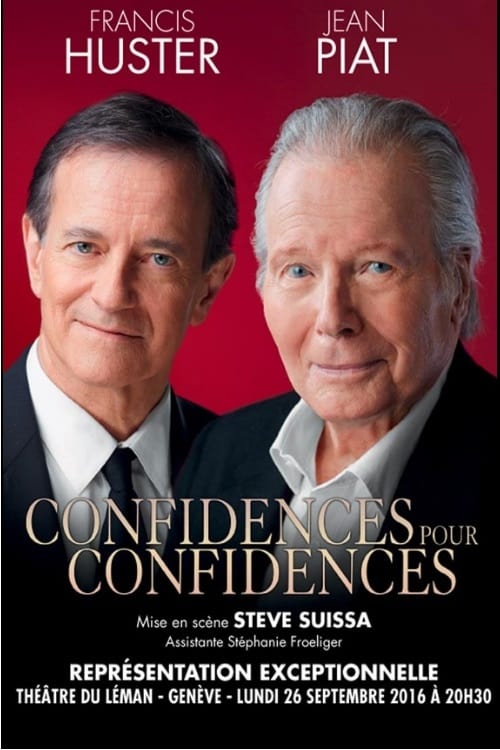 FRANCIS HUSTER
JEAN PIAT
CONFIDENCES POUR
CONFIDENCES
Mise en scène STEVE SUISSA
Assistante Stéphanie Froeliger
REPRÉSENTATION EXCEPTIONNELLE
THÉÂTRE DU LÉMAN - GENÈVE - LUNDI 26 SEPTEMBRE 2016 À 20H30